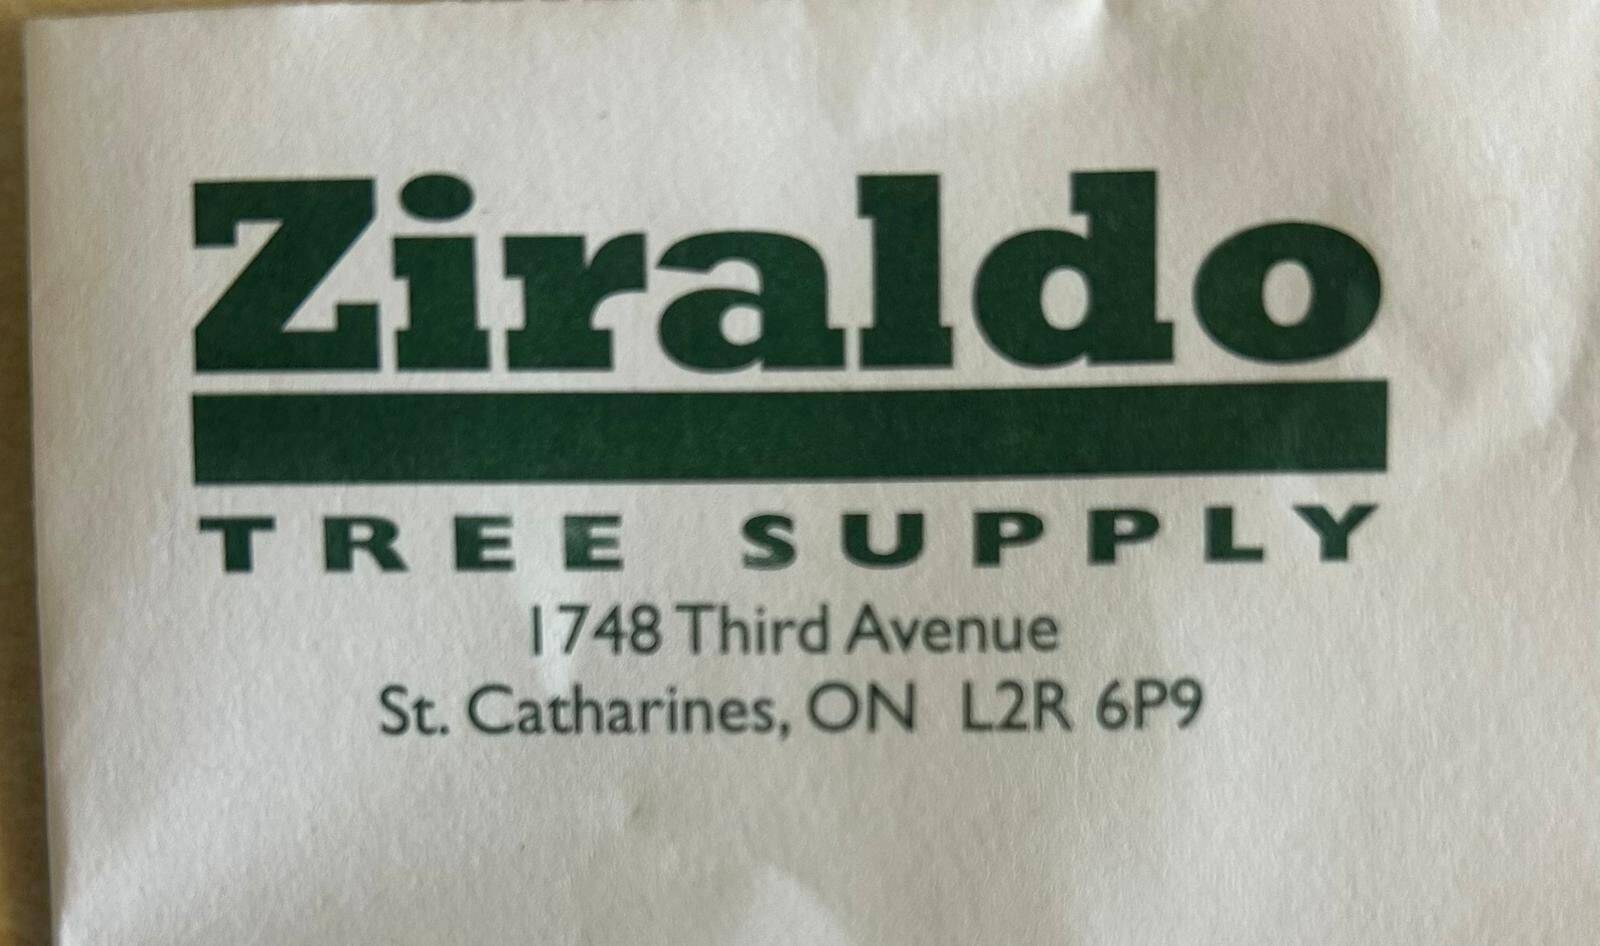 Ziraldo
TREE SUPPLY
1748 Third Avenue
St. Catharines, ON L2R 6P9